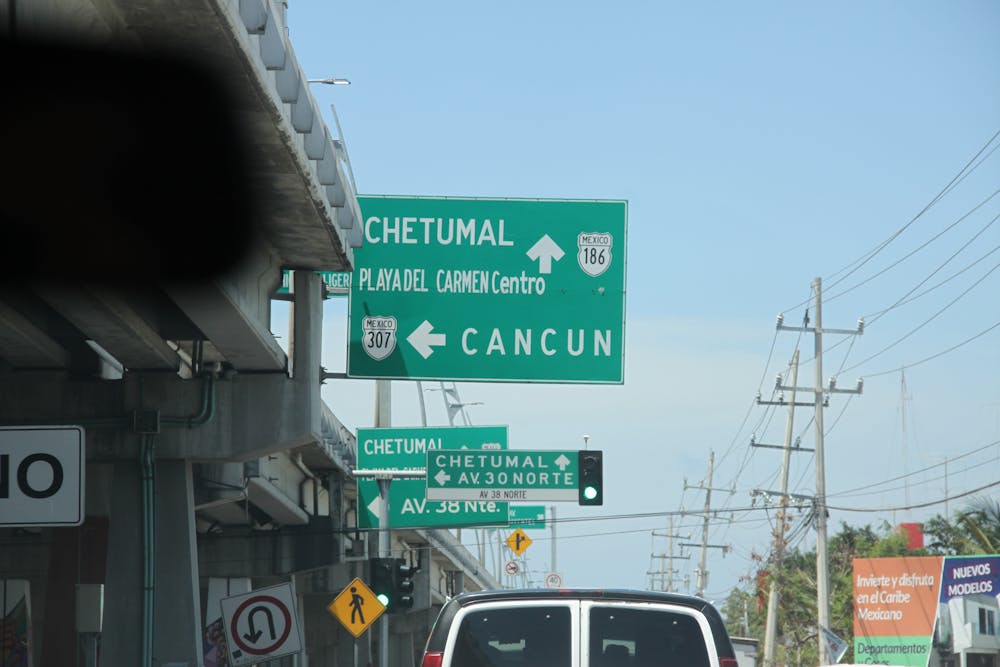 CHETUMAL
MEXICO
186
PLAYA DEL CARMEN Centro
MEXICO
307
CANCUN
CHETUMAL
AV. 38 Nte.
CHETUMAL
AV. 30 NORTE
AV 38 NORTE
NO
40
Invierte y disfruta
en el Caribe
Mexicano
Departamentos
NUEVOS
MODELOS